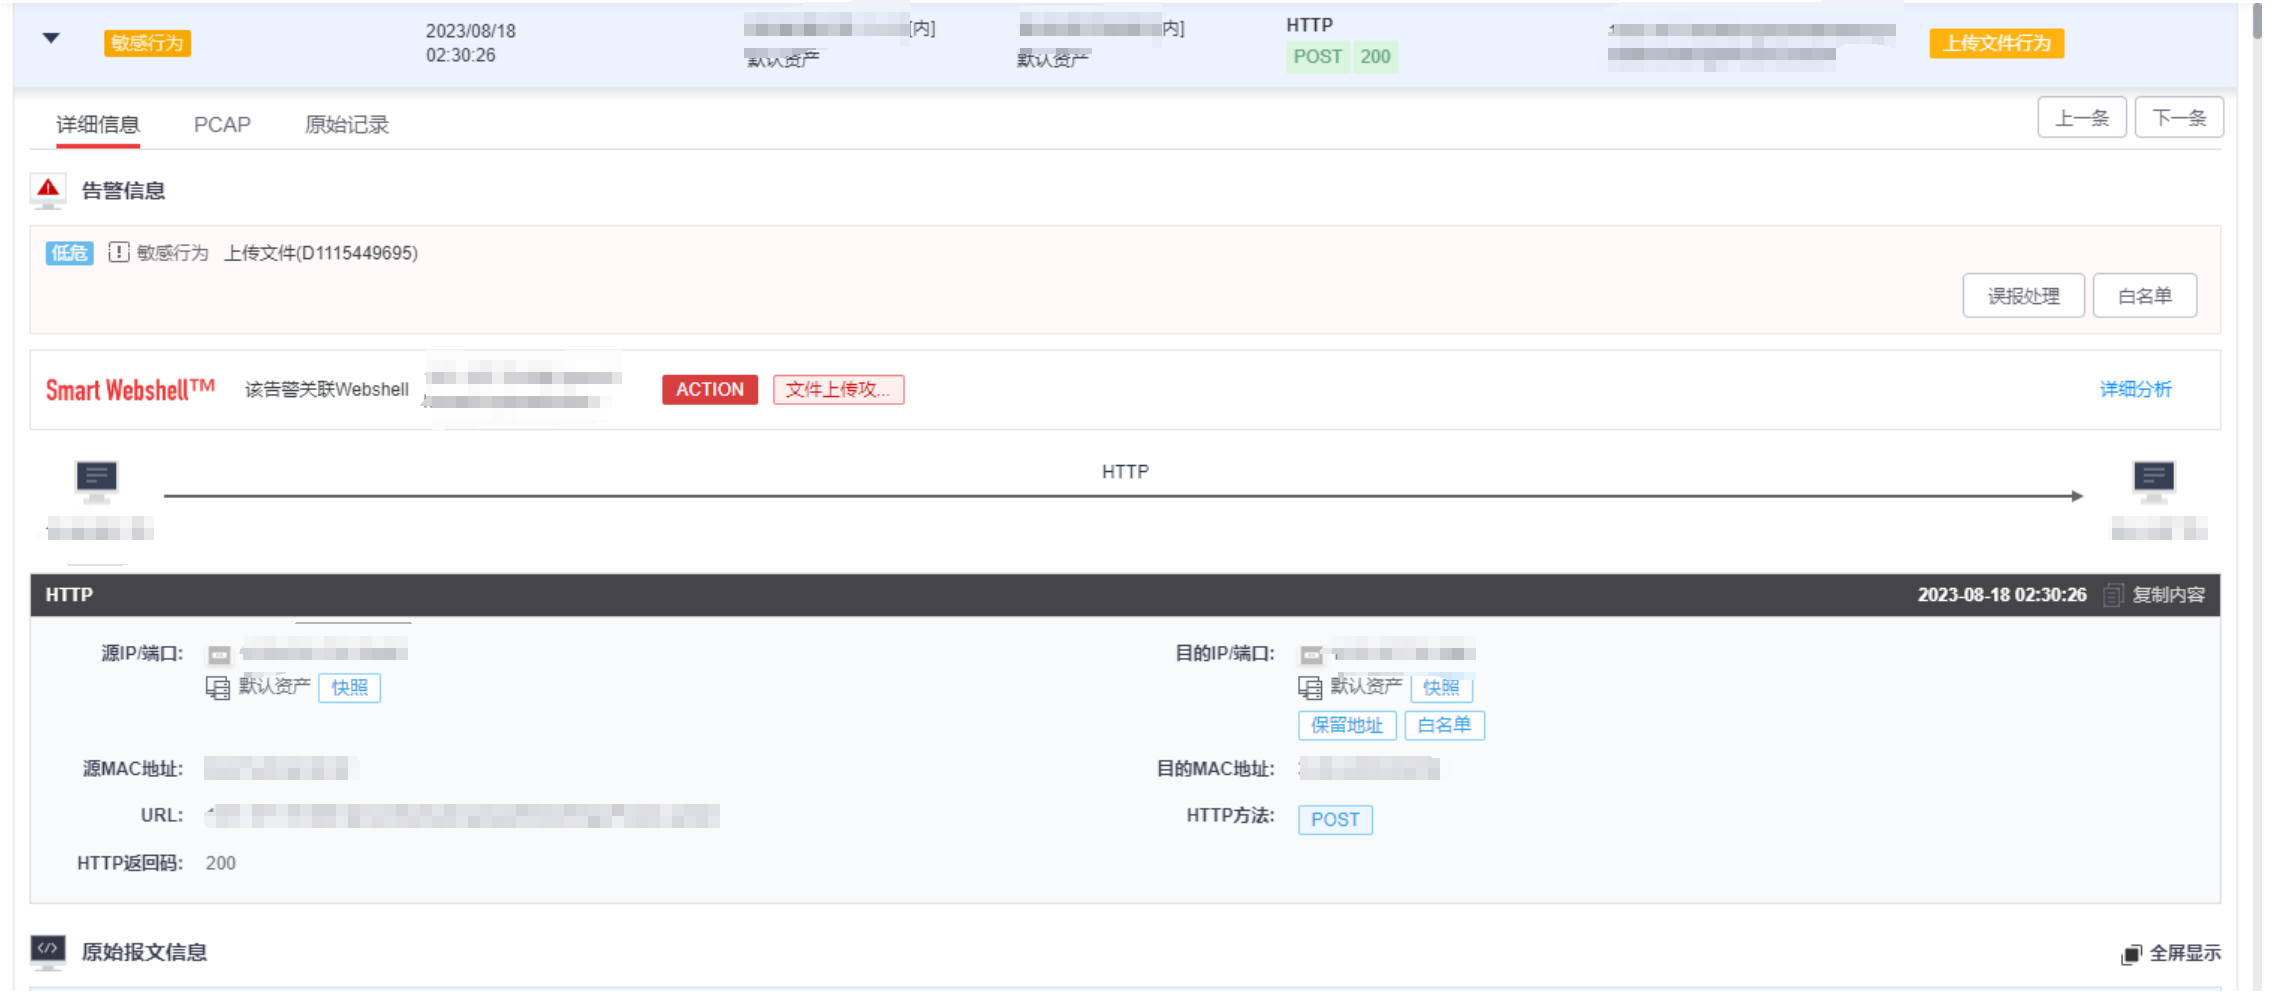 敏感行为 2023/08/18 [内] 内] HTTP 上传文件行为
02:30:26 默认资产 默认资产 POST 200
详细信息 PCAP 原始记录 上一条 下一条
告警信息
低危 敏感行为 上传文件(D1115449695)
误报处理 白名单
Smart Webshell™ 该告警关联Webshell ACTION 文件上传攻... 详细分析
HTTP
HTTP 2023-08-18 02:30:26 复制内容
源IP/端口: 目的IP/端口:
默认资产 快照 默认资产 快照
保留地址 白名单
源MAC地址: 目的MAC地址:
URL: HTTP方法: POST
HTTP返回码: 200
原始报文信息 全屏显示